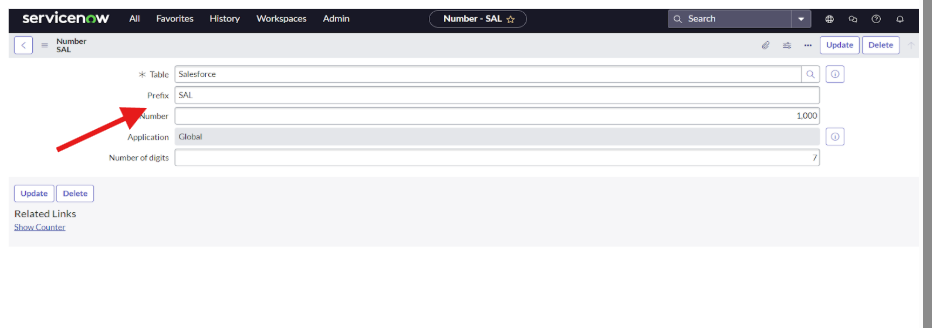 servicenow All Favorites History Workspaces Admin Number - SAL Search
Number
SAL
Update Delete
Table Salesforce
Prefix SAL
Number 1,000
Application Global
Number of digits 7
Update Delete
Related Links
Show Counter